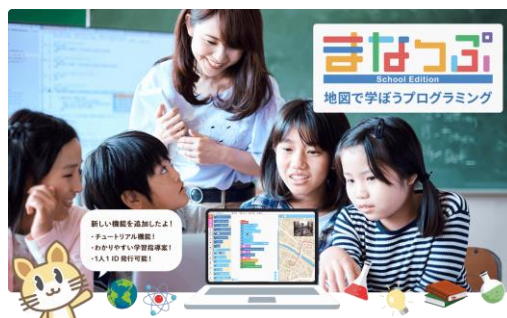 まなっぷ
School Edition
地図で学ぼうプログラミング
新しい機能を追加したよ！
・チュートリアル機能！
・わかりやすい学習指導案！
・1人1 ID 発行可能！